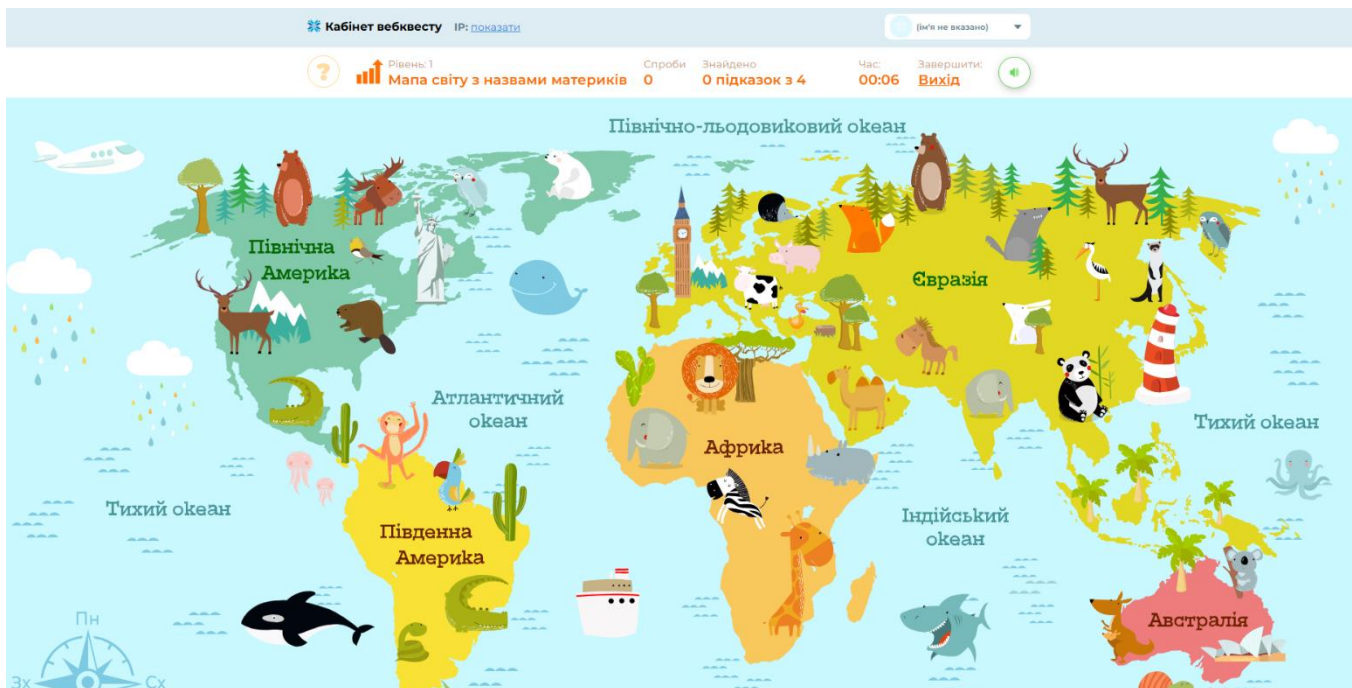 Кабінет вебквесту IP: показати
(ім'я не вказано)
?
Рівень: 1
Мапа світу з назвами материків
Спроби
0
Знайдено
0 підказок з 4
Час:
00:06
Завершити:
Вихід
Північно-льодовиковий океан
Північна
Америка
Євразія
Атлантичний
океан
Африка
Тихий океан
Тихий океан
Південна
Америка
Індійський
океан
Австралія
Пн
Зх
Сх